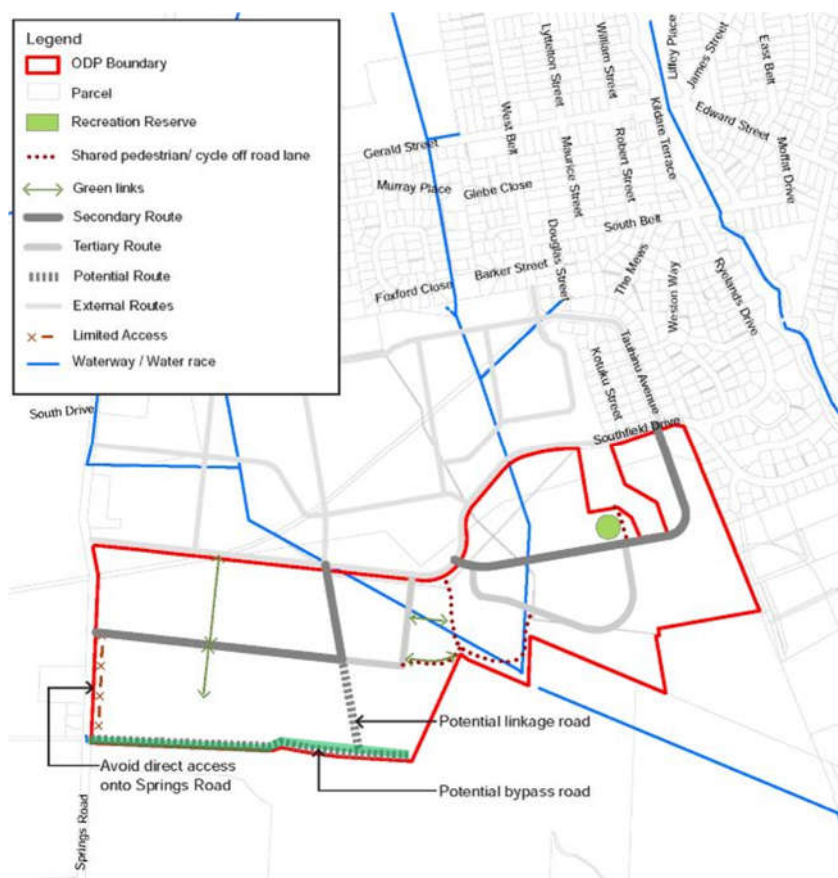 Legend
ODP Boundary
Parcel
Recreation Reserve
Shared pedestrian/ cycle off road lane
Green links
Secondary Route
Tertiary Route
Potential Route
External Routes
Limited Access
Waterway / Water race
Lyttelton Street
William Street
Lilley Place
James Street
East Belt
West Belt
Maurice Street
Robert Street
Kildare Terrace
Edward Street
Moffat Drive
Gerald Street
Murray Place
Glebe Close
Douglas Street
South Belt
The Mews
Weston Way
Ryelands Drive
Foxford Close
Barker Street
Kotuku Street
Tauhinu Avenue
Southfield Drive
South Drive
Potential linkage road
Avoid direct access
onto Springs Road
Potential bypass road
Springs Road